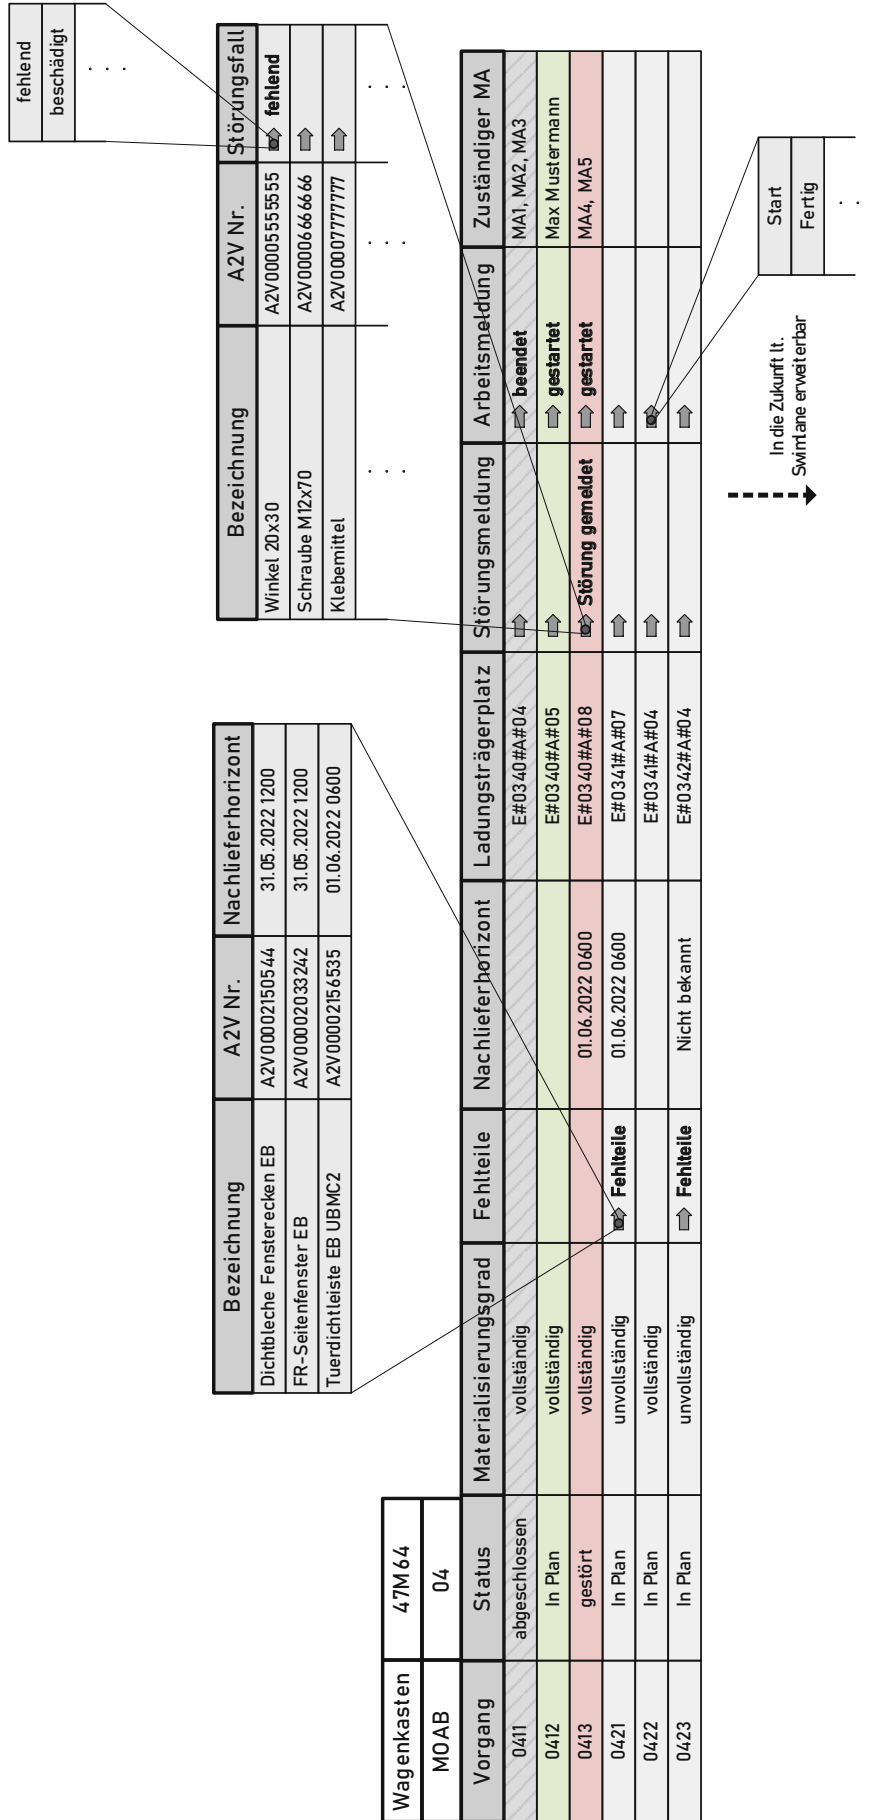 fehlend
beschädigt
. . .
Bezeichnung A2V Nr. Störungsfall
Winkel 20x30 A2V00005555555 fehlend
Schraube M12x70 A2V00006666666
Klebemittel A2V00007777777
. . . . . . . . .
Bezeichnung A2V Nr. Nachlieferhorizont
Dichtbleche Fensterecken EB A2V00002150544 31.05.2022 1200
FR-Seitenfenster EB A2V00002033242 31.05.2022 1200
Tuerdichtleiste EB UBMC2 A2V00002156535 01.06.2022 0600
Wagenkasten 47M64
MOAB 04
Vorgang Status Materialisierungsgrad Fehlteile Nachlieferhorizont Ladungsträgerplatz Störungsmeldung Arbeitsmeldung Zuständiger MA
0411 abgeschlossen vollständig E#0340#A#04 beendet MA1, MA2, MA3
0412 In Plan vollständig E#0340#A#05 gestartet Max Mustermann
0413 gestört vollständig 01.06.2022 0600 E#0340#A#08 Störung gemeldet gestartet MA4, MA5
0421 In Plan unvollständig Fehlteile 01.06.2022 0600 E#0341#A#07
0422 In Plan vollständig E#0341#A#04
0423 In Plan unvollständig Fehlteile Nicht bekannt E#0342#A#04
Start
Fertig
. .
In die Zukunft lt.
Swimlane erweiterbar